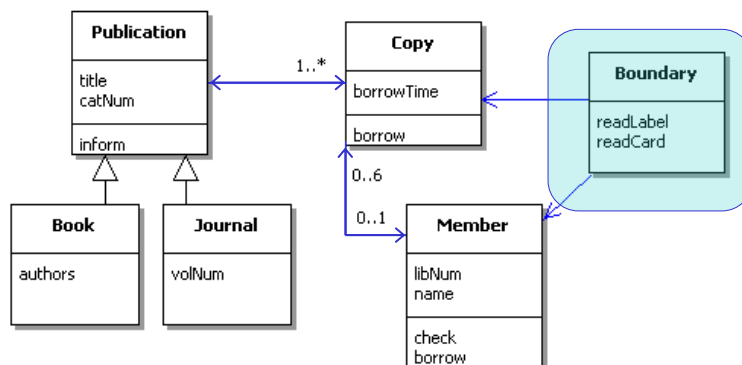 Publication
title
catNum
inform
1..*
Copy
borrowTime
borrow
Boundary
readLabel
readCard
0..6
0..1
Book
authors
Journal
volNum
Member
libNum
name
check
borrow